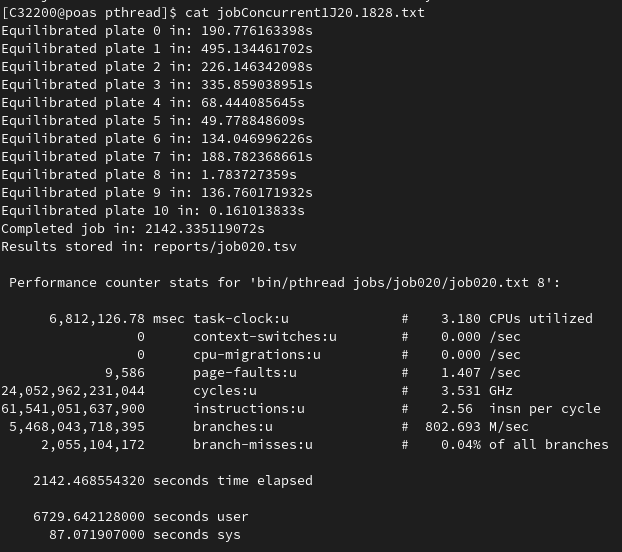 [C32200@poas pthread]$ cat jobConcurrent1J20.1828.txt
Equilibrated plate 0 in: 190.776163398s
Equilibrated plate 1 in: 495.134461702s
Equilibrated plate 2 in: 226.146342098s
Equilibrated plate 3 in: 335.859038951s
Equilibrated plate 4 in: 68.444085645s
Equilibrated plate 5 in: 49.778848609s
Equilibrated plate 6 in: 134.046996226s
Equilibrated plate 7 in: 188.782368661s
Equilibrated plate 8 in: 1.783727359s
Equilibrated plate 9 in: 136.760171932s
Equilibrated plate 10 in: 0.161013833s
Completed job in: 2142.335119072s
Results stored in: reports/job020.tsv
Performance counter stats for 'bin/pthread jobs/job020/job020.txt 8':
6,812,126.78 msec task-clock:u # 3.180 CPUs utilized
0 context-switches:u # 0.000 /sec
0 cpu-migrations:u # 0.000 /sec
9,586 page-faults:u # 1.407 /sec
24,052,962,231,044 cycles:u # 3.531 GHz
61,541,051,637,900 instructions:u # 2.56 insn per cycle
5,468,043,718,395 branches:u # 802.693 M/sec
2,055,104,172 branch-misses:u # 0.04% of all branches
2142.468554320 seconds time elapsed
6729.642128000 seconds user
87.071907000 seconds sys